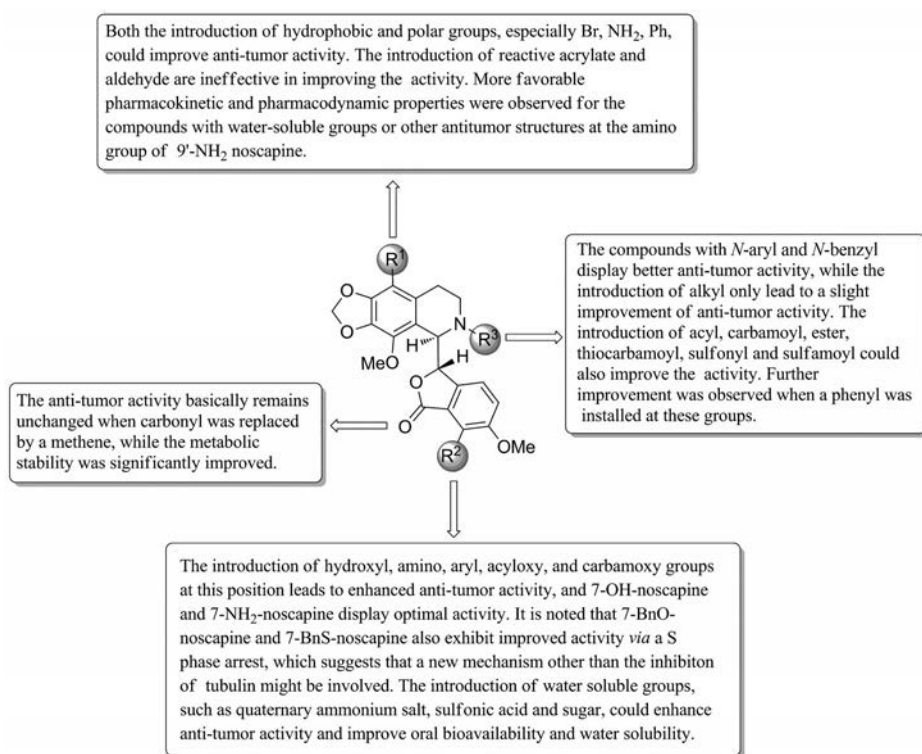 Both the introduction of hydrophobic and polar groups, especially Br, NH₂, Ph,
could improve anti-tumor activity. The introduction of reactive acrylate and
aldehyde are ineffective in improving the activity. More favorable
pharmacokinetic and pharmacodynamic properties were observed for the
compounds with water-soluble groups or other antitumor structures at the amino
group of 9'-NH₂ noscapine.
R¹
O
O
N
R³
H
MeO
H
O
O
OMe
R²
The compounds with N-aryl and N-benzyl
display better anti-tumor activity, while the
introduction of alkyl only lead to a slight
improvement of anti-tumor activity. The
introduction of acyl, carbamoyl, ester,
thiocarbamoyl, sulfonyl and sulfamoyl could
also improve the activity. Further
improvement was observed when a phenyl was
installed at these groups.
The anti-tumor activity basically remains
unchanged when carbonyl was replaced
by a methene, while the metabolic
stability was significantly improved.
The introduction of hydroxyl, amino, aryl, acyloxy, and carbamoxy groups
at this position leads to enhanced anti-tumor activity, and 7-OH-noscapine
and 7-NH₂-noscapine display optimal activity. It is noted that 7-BnO-
noscapine and 7-BnS-noscapine also exhibit improved activity via a S
phase arrest, which suggests that a new mechanism other than the inhibiton
of tubulin might be involved. The introduction of water soluble groups,
such as quaternary ammonium salt, sulfonic acid and sugar, could enhance
anti-tumor activity and improve oral bioavailability and water solubility.